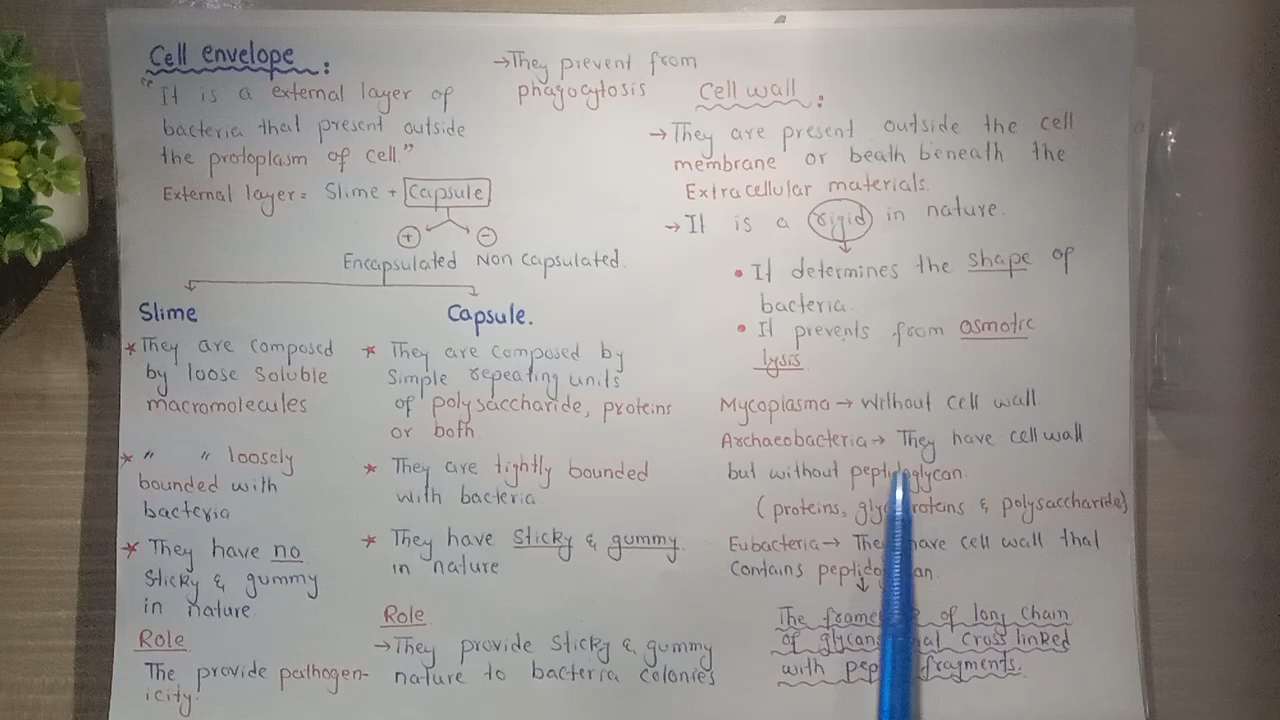 Cell envelope :
" It is a external layer of
bacteria that present outside
the protoplasm of cell."
External layer = Slime + Capsule
+ -
Encapsulated Non capsulated.
Slime
* They are composed
by loose soluble
macromolecules
* " " loosely
bounded with
bacteria
* They have no
sticky & gummy
in nature
Role
The provide pathogen-
icity.
Capsule.
* They are composed by
Simple repeating units
of polysaccharide, proteins
or both
* They are tightly bounded
with bacteria
* They have sticky & gummy
in nature
Role
→ They provide sticky & gummy
nature to bacteria colonies
→ They prevent from
phagocytosis
Cell wall :
→ They are present outside the cell
membrane or beath beneath the
Extracellular materials.
→ It is a rigid in nature.
• It determines the shape of
bacteria.
• It prevents from osmotic
lysis.
Mycoplasma → Without cell wall
Archaeobacteria → They have cell wall
but without peptidoglycan.
(proteins, & polysaccharide)
Eubacteria → have cell wall that
Contains
The of long chain
of Cross linked
with fragments.